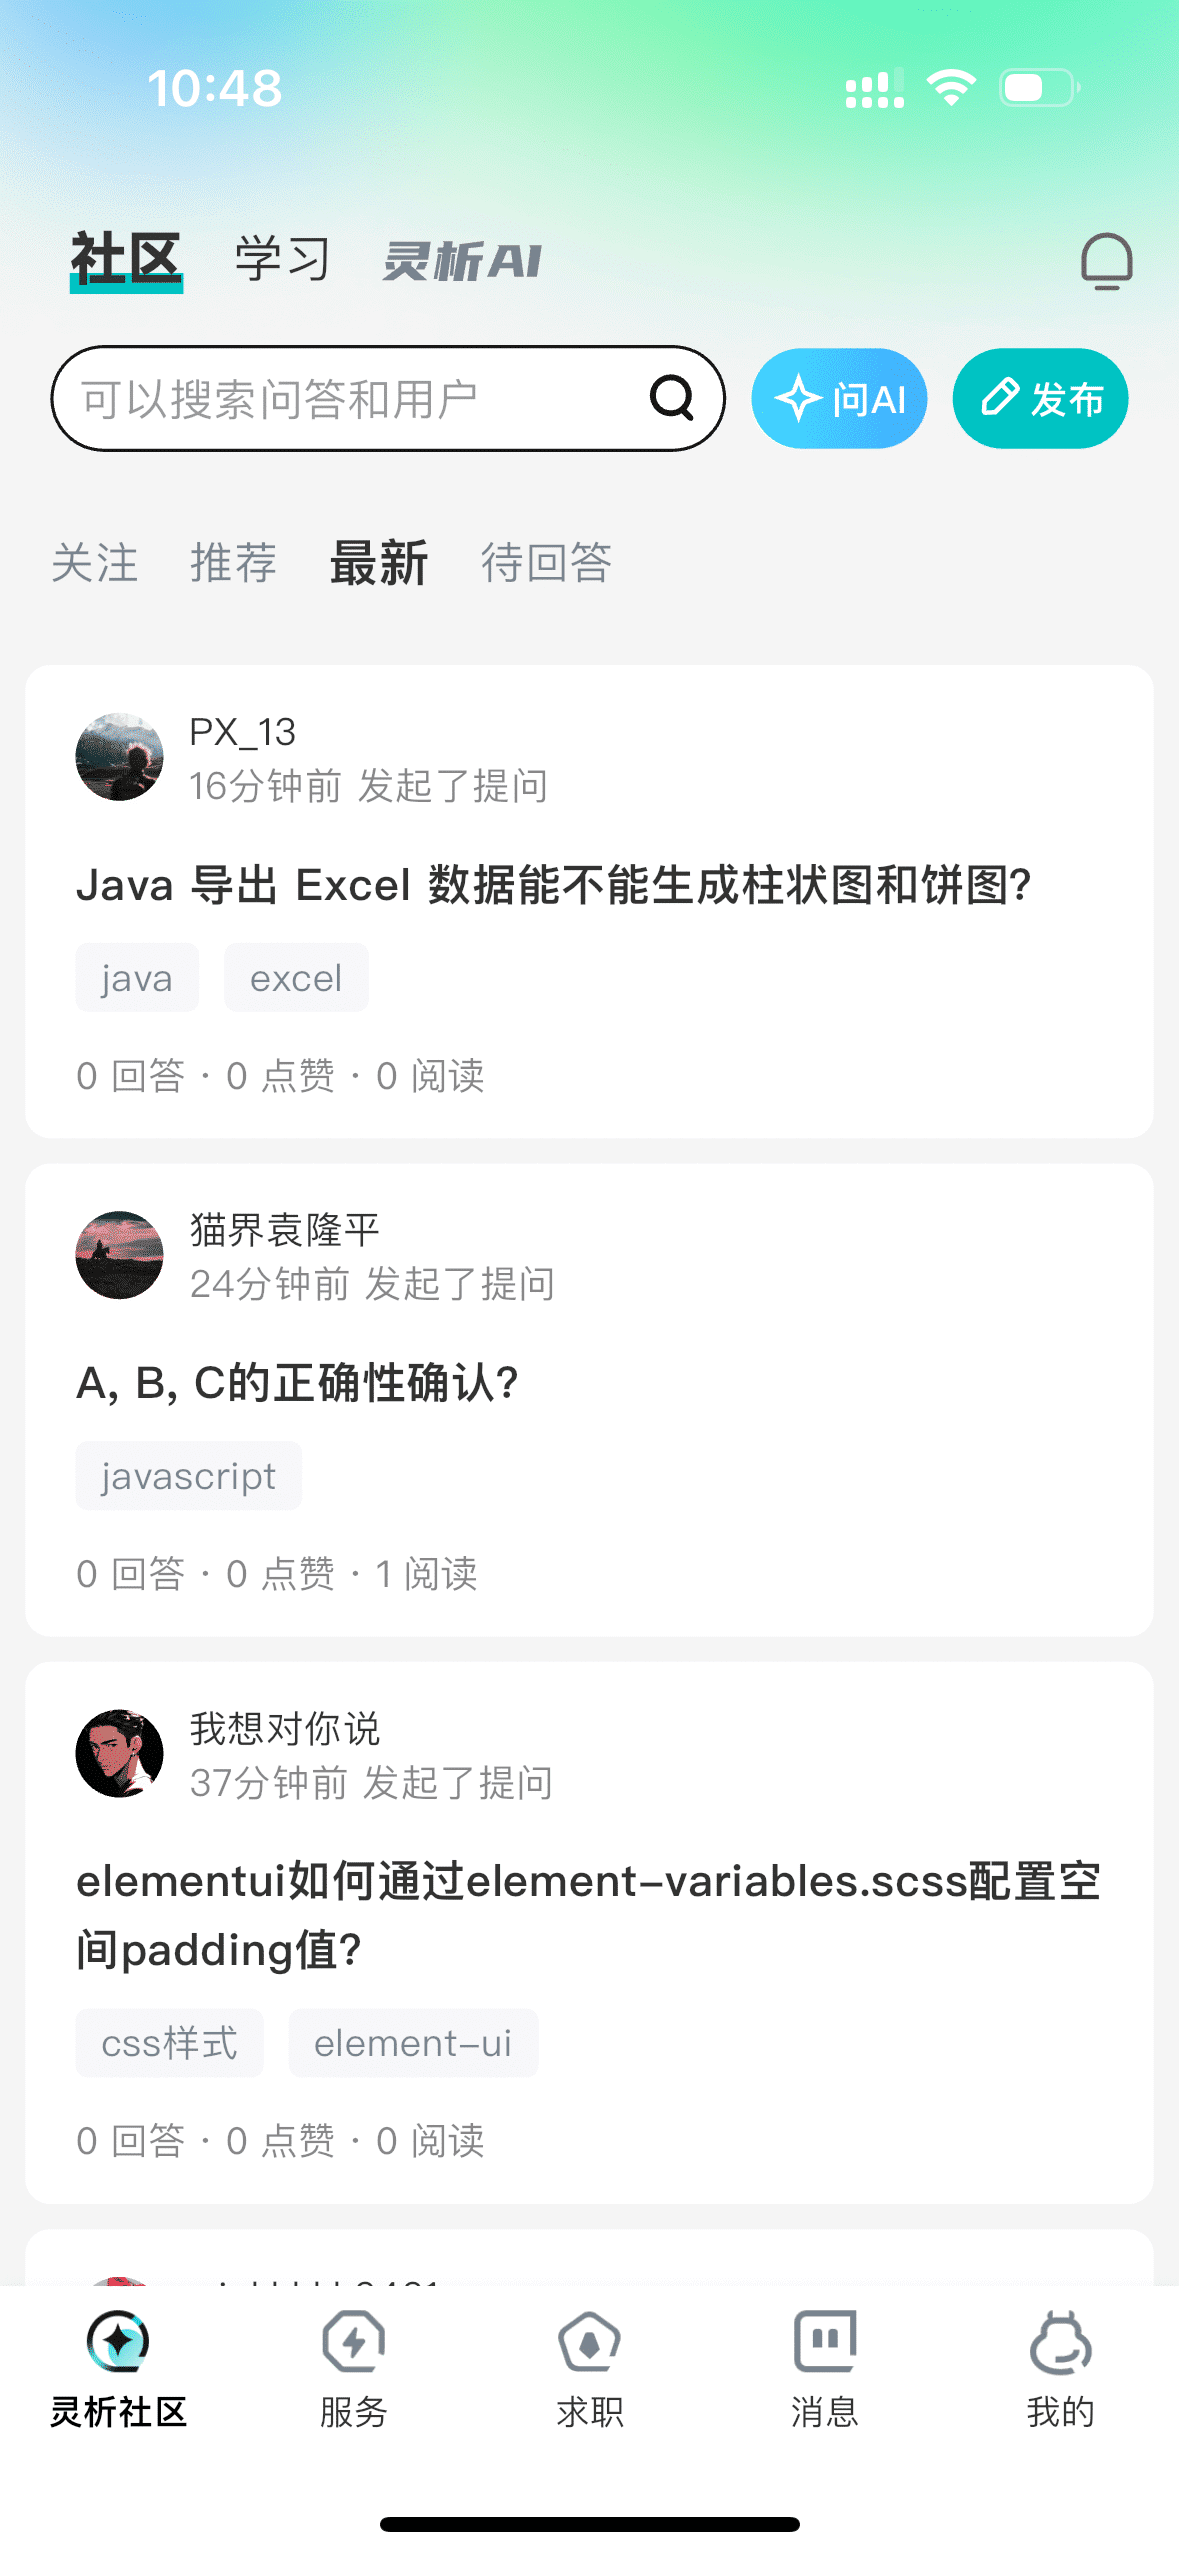 10:48
社区 学习 灵析AI
可以搜索问答和用户 问AI 发布
关注 推荐 最新 待回答
PX_13
16分钟前 发起了提问
Java 导出 Excel 数据能不能生成柱状图和饼图?
java excel
0 回答 · 0 点赞 · 0 阅读
猫界袁隆平
24分钟前 发起了提问
A, B, C的正确性确认?
javascript
0 回答 · 0 点赞 · 1 阅读
我想对你说
37分钟前 发起了提问
elementui如何通过element-variables.scss配置空
间padding值?
css样式 element-ui
0 回答 · 0 点赞 · 0 阅读
灵析社区 服务 求职 消息 我的